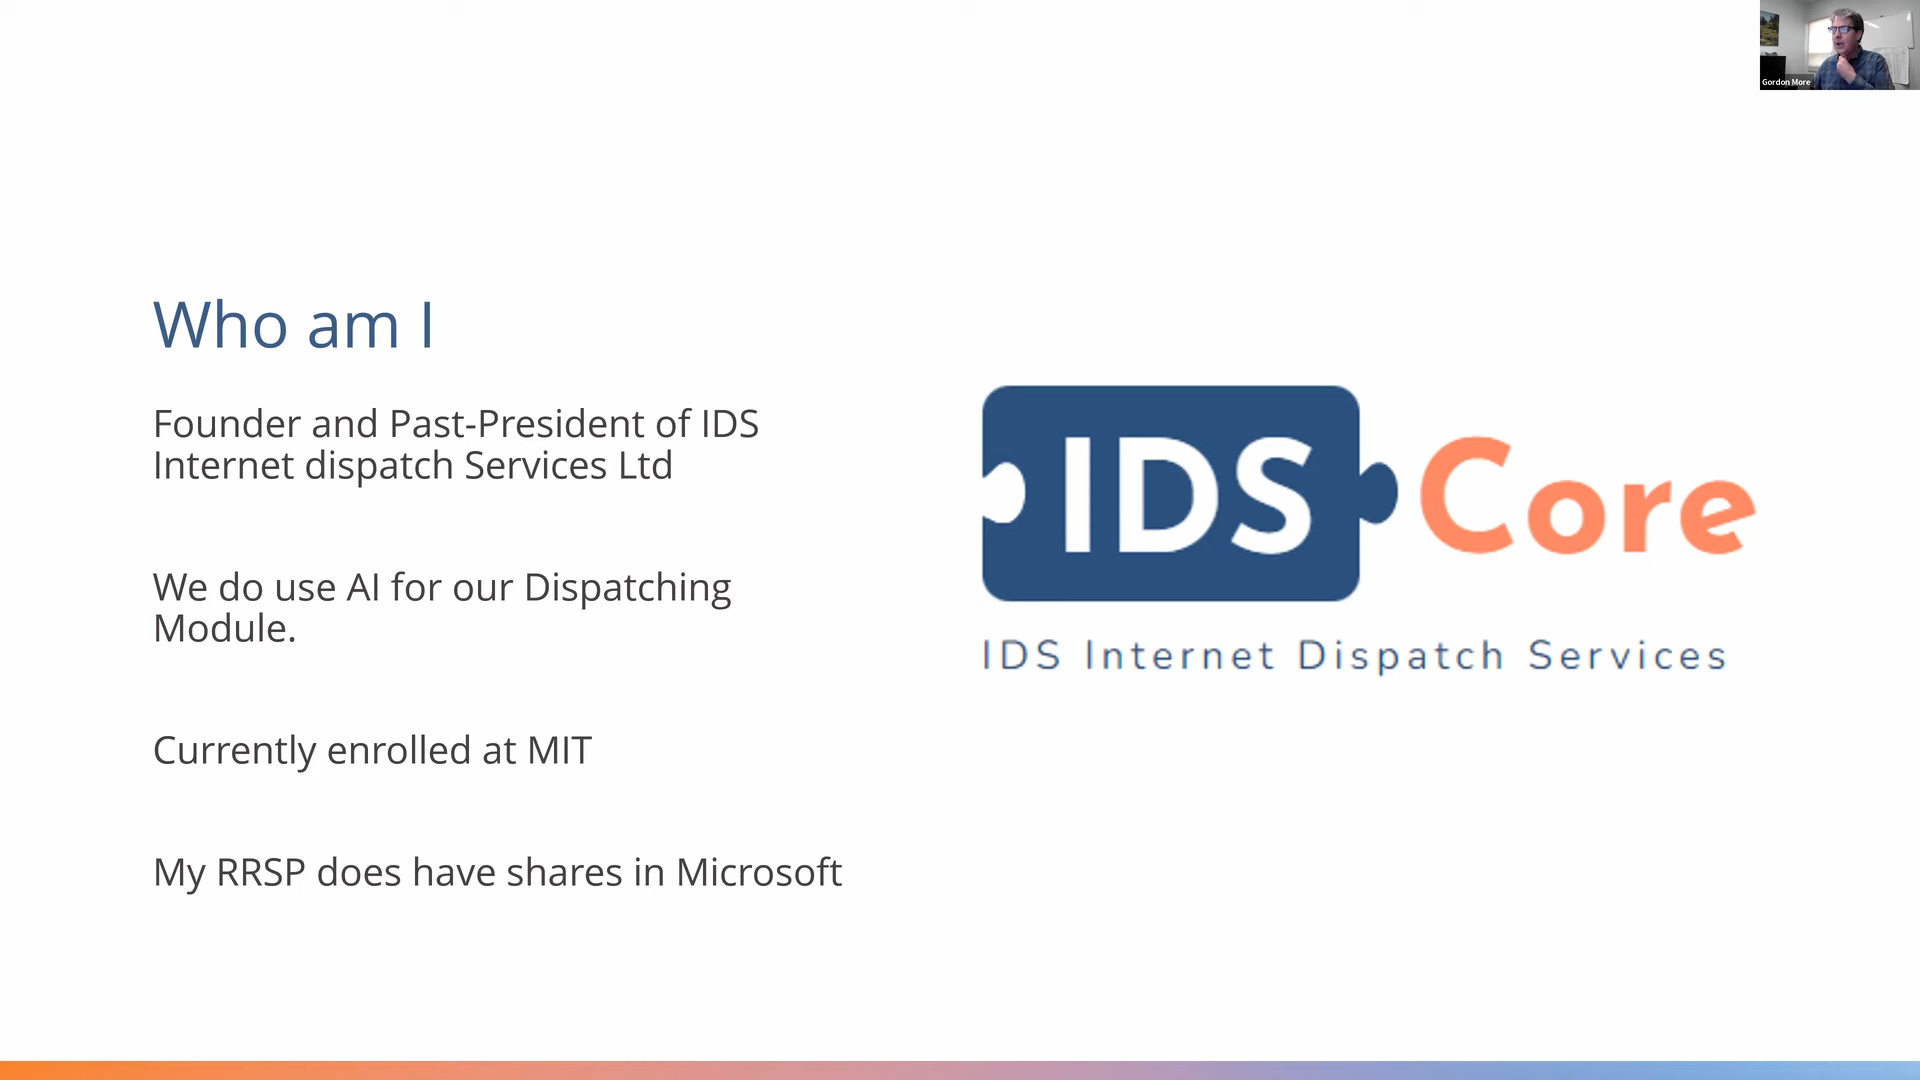 Gordon More
Who am I
Founder and Past-President of IDS
Internet dispatch Services Ltd
We do use AI for our Dispatching
Module.
Currently enrolled at MIT
My RRSP does have shares in Microsoft
IDS Core
IDS Internet Dispatch Services